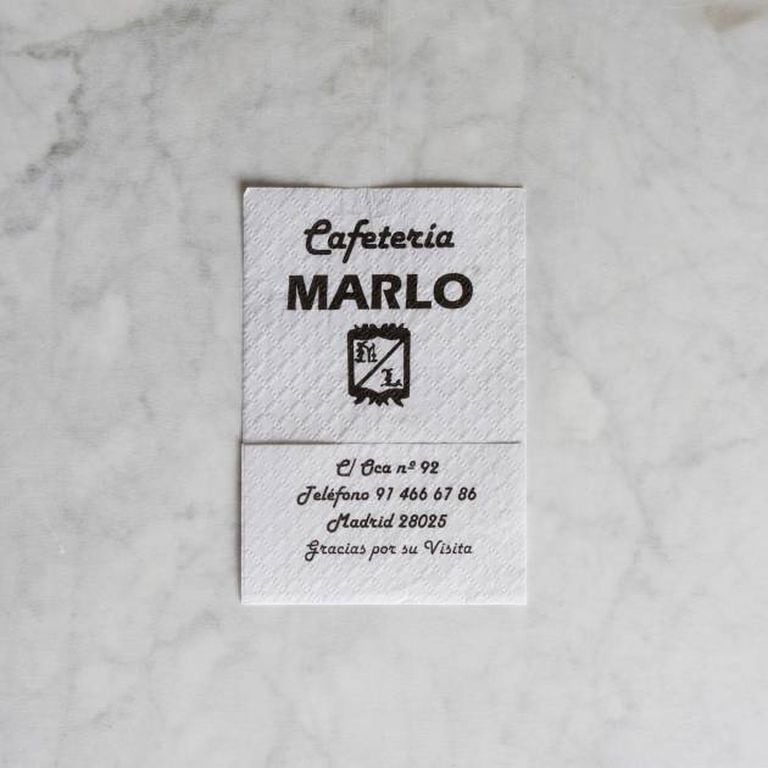 Cafetería
MARLO
M
L
C/ Oca nº 92
Teléfono 91 466 67 86
Madrid 28025
Gracias por su Visita